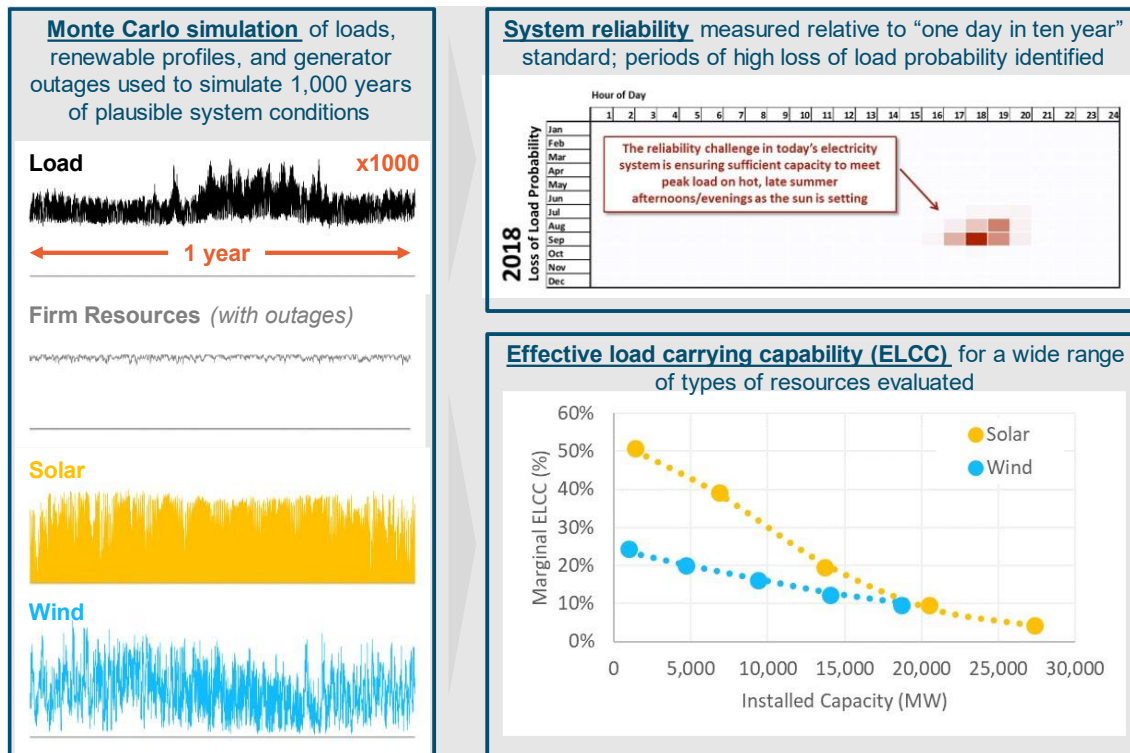 Monte Carlo simulation of loads,
renewable profiles, and generator
outages used to simulate 1,000 years
of plausible system conditions
Load
x1000
1 year
Firm Resources (with outages)
Solar
Wind
System reliability measured relative to “one day in ten year”
standard; periods of high loss of load probability identified
Hour of Day
1 2 3 4 5 6 7 8 9 10 11 12 13 14 15 16 17 18 19 20 21 22 23 24
2018
Loss of Load Probability
Jan
Feb
Mar
Apr
May
Jun
Jul
Aug
Sep
Oct
Nov
Dec
The reliability challenge in today's electricity
system is ensuring sufficient capacity to meet
peak load on hot, late summer
afternoons/evenings as the sun is setting
Effective load carrying capability (ELCC) for a wide range
of types of resources evaluated
Marginal ELCC (%)
60%
50%
40%
30%
20%
10%
0%
Solar
Wind
0 5,000 10,000 15,000 20,000 25,000 30,000
Installed Capacity (MW)